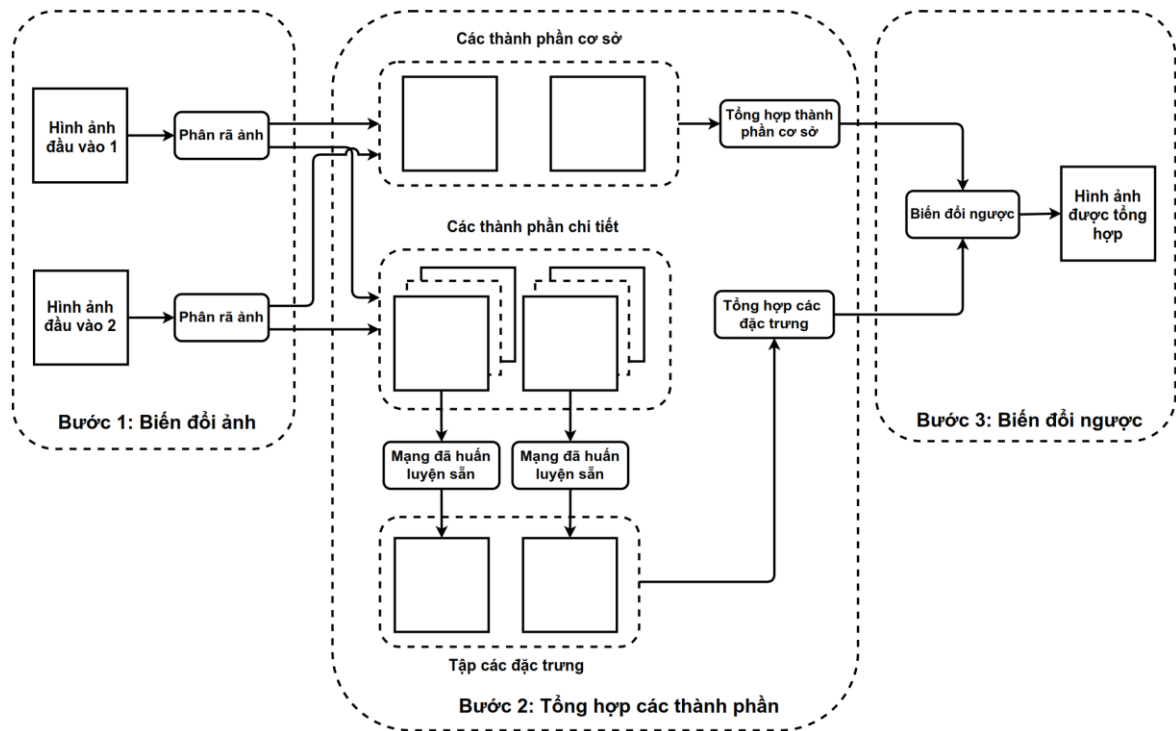 Hình ảnh
đầu vào 1
Phân rã ảnh
Hình ảnh
đầu vào 2
Phân rã ảnh
Bước 1: Biến đổi ảnh
Các thành phần cơ sở
Tổng hợp thành
phần cơ sở
Các thành phần chi tiết
Tổng hợp các
đặc trưng
Mạng đã huấn
luyện sẵn
Mạng đã huấn
luyện sẵn
Tập các đặc trưng
Bước 2: Tổng hợp các thành phần
Biến đổi ngược
Hình ảnh
được tổng
hợp
Bước 3: Biến đổi ngược